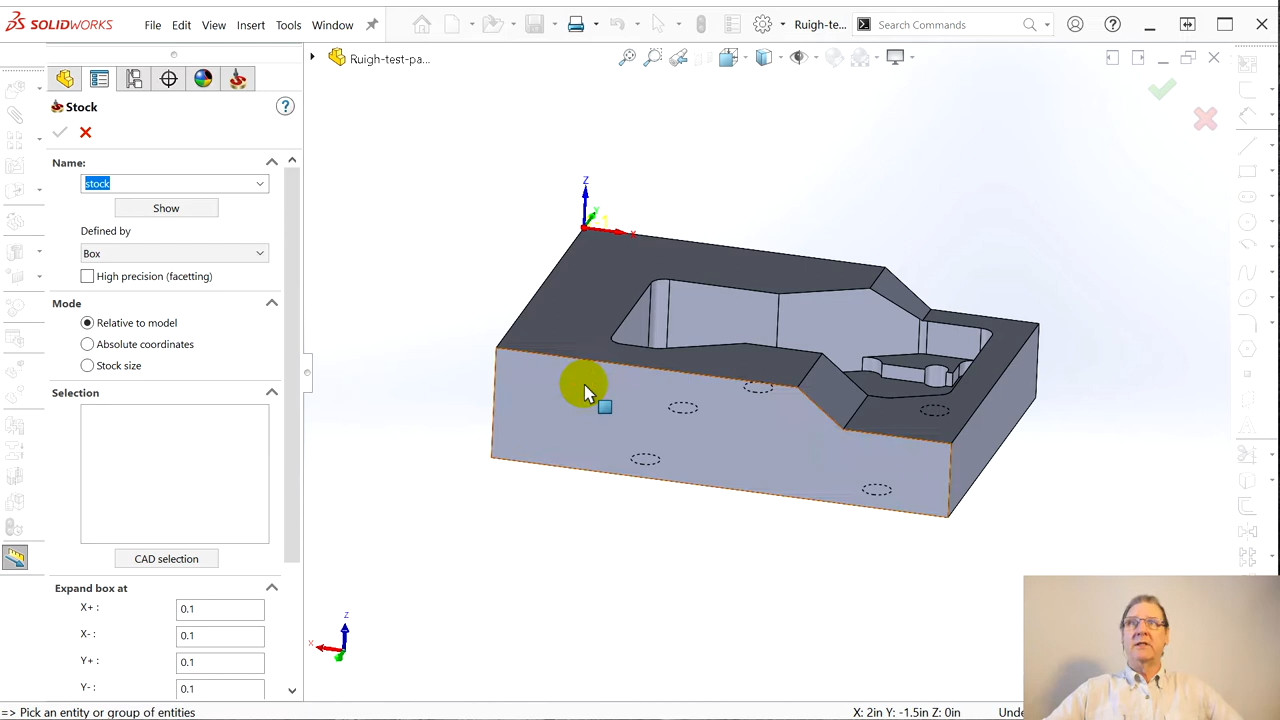 SOLIDWORKS File Edit View Insert Tools Window Ruigh-te... Search Commands
Ruigh-test-pa...
Stock
Name:
stock
Show
Defined by
Box
High precision (facetting)
Mode
Relative to model
Absolute coordinates
Stock size
Selection
CAD selection
Expand box at
X+ : 0.1
X- : 0.1
Y+ : 0.1
Y- : 0.1
Z
Y
X
Z
X
=> Pick an entity or group of entities X: 2in Y: -1.5in Z: 0in Unde